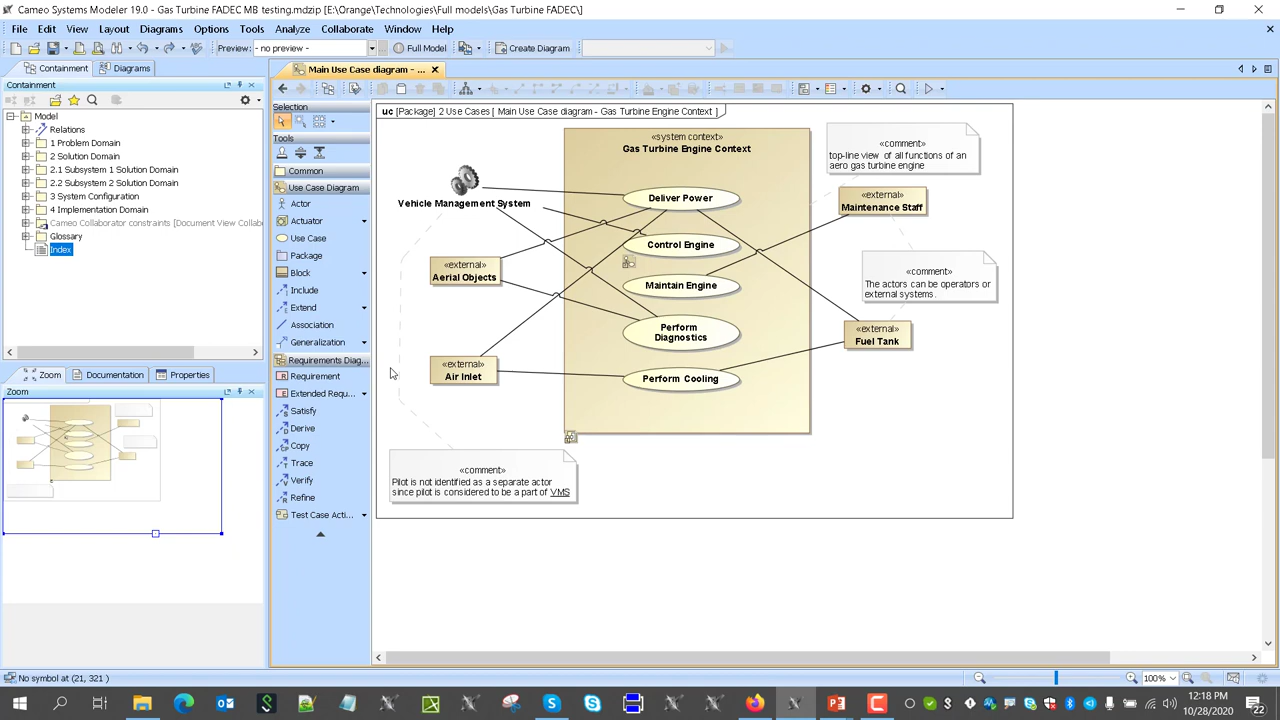 Cameo Systems Modeler 19.0 - Gas Turbine FADEC MB testing.mdzip [E:\Orange\Technologies\Full models\Gas Turbine FADEC\]
File Edit View Layout Diagrams Options Tools Analyze Collaborate Window Help
Preview: - no preview - Full Model Create Diagram
Containment Diagrams
Containment
Model
Relations
1 Problem Domain
2 Solution Domain
2.1 Subsystem 1 Solution Domain
2.2 Subsystem 2 Solution Domain
3 System Configuration
4 Implementation Domain
Cameo Collaborator constraints [Document View Collab
Glossary
Index
Zoom Documentation Properties
Zoom
Main Use Case diagram - ...
Selection
Tools
Common
Use Case Diagram
Actor
Actuator
Use Case
Package
Block
Include
Extend
Association
Generalization
Requirements Diag...
Requirement
Extended Requ...
Satisfy
Derive
Copy
Trace
Verify
Refine
Test Case Acti...
uc [Package] 2 Use Cases [ Main Use Case diagram - Gas Turbine Engine Context ]
«system context»
Gas Turbine Engine Context
Vehicle Management System
«external»
Aerial Objects
«external»
Air Inlet
Deliver Power
Control Engine
Maintain Engine
Perform
Diagnostics
Perform Cooling
«comment»
top-line view of all functions of an
aero gas turbine engine
«external»
Maintenance Staff
«comment»
The actors can be operators or
external systems.
«external»
Fuel Tank
«comment»
Pilot is not identified as a separate actor
since pilot is considered to be a part of VMS
No symbol at (21, 321 )
100%
12:18 PM
10/28/2020
22